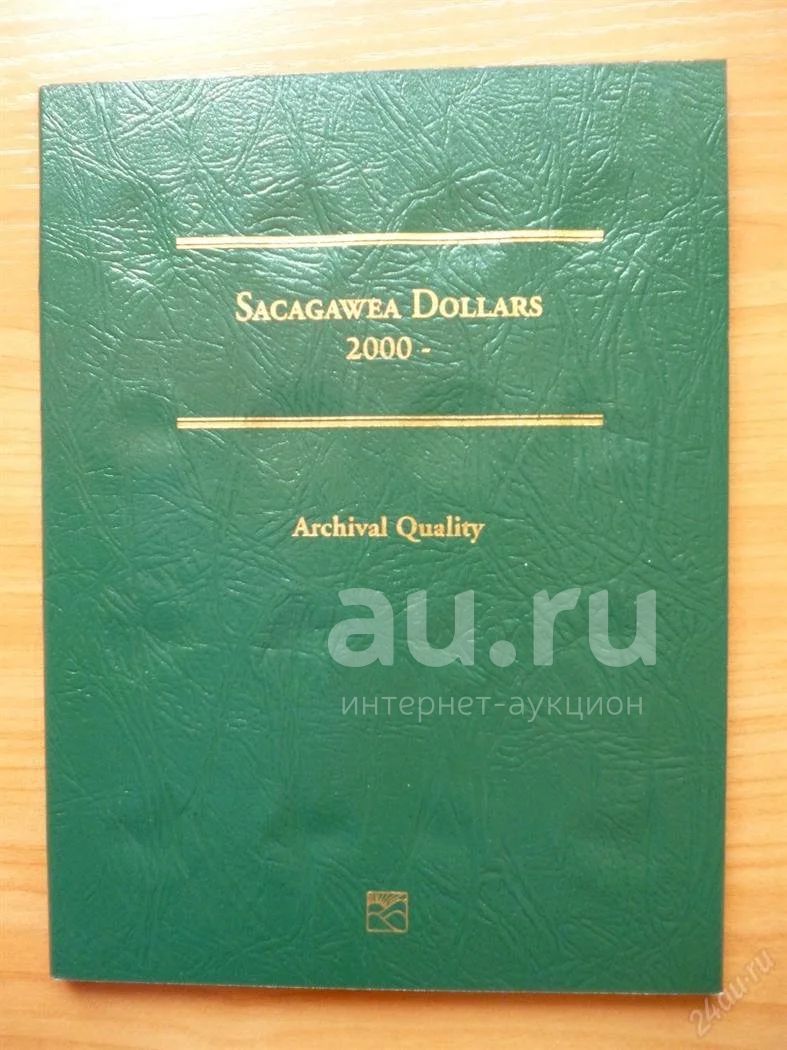 SACAGAWEA DOLLARS
2000 -
Archival Quality
au.ru
интернет-аукцион
24au.ru